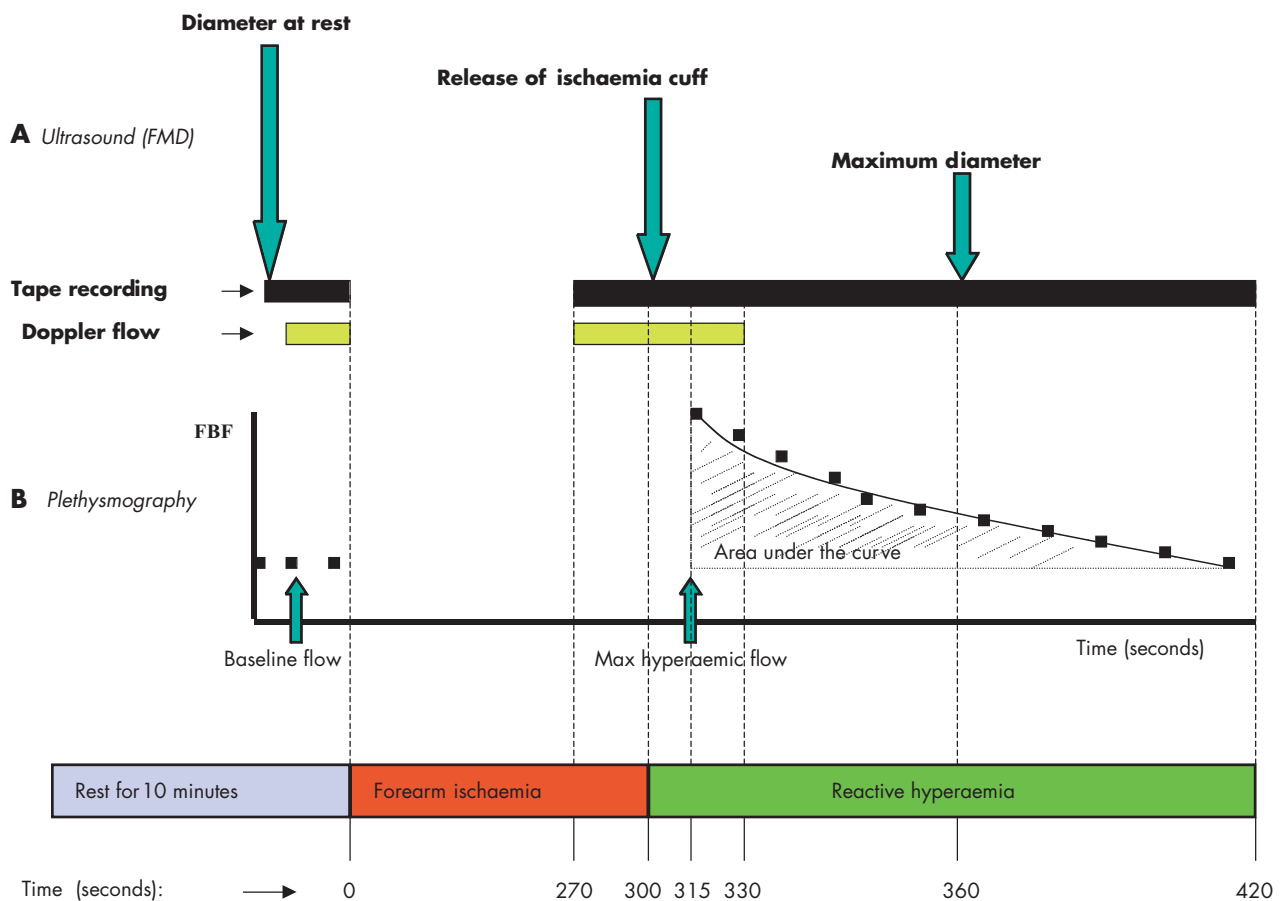 Diameter at rest
Release of ischaemia cuff
A Ultrasound (FMD)
Maximum diameter
Tape recording
Doppler flow
FBF
B Plethysmography
Area under the curve
Time (seconds)
Baseline flow
Max hyperaemic flow
Rest for 10 minutes
Forearm ischaemia
Reactive hyperaemia
Time (seconds): 0 270 300 315 330 360 420